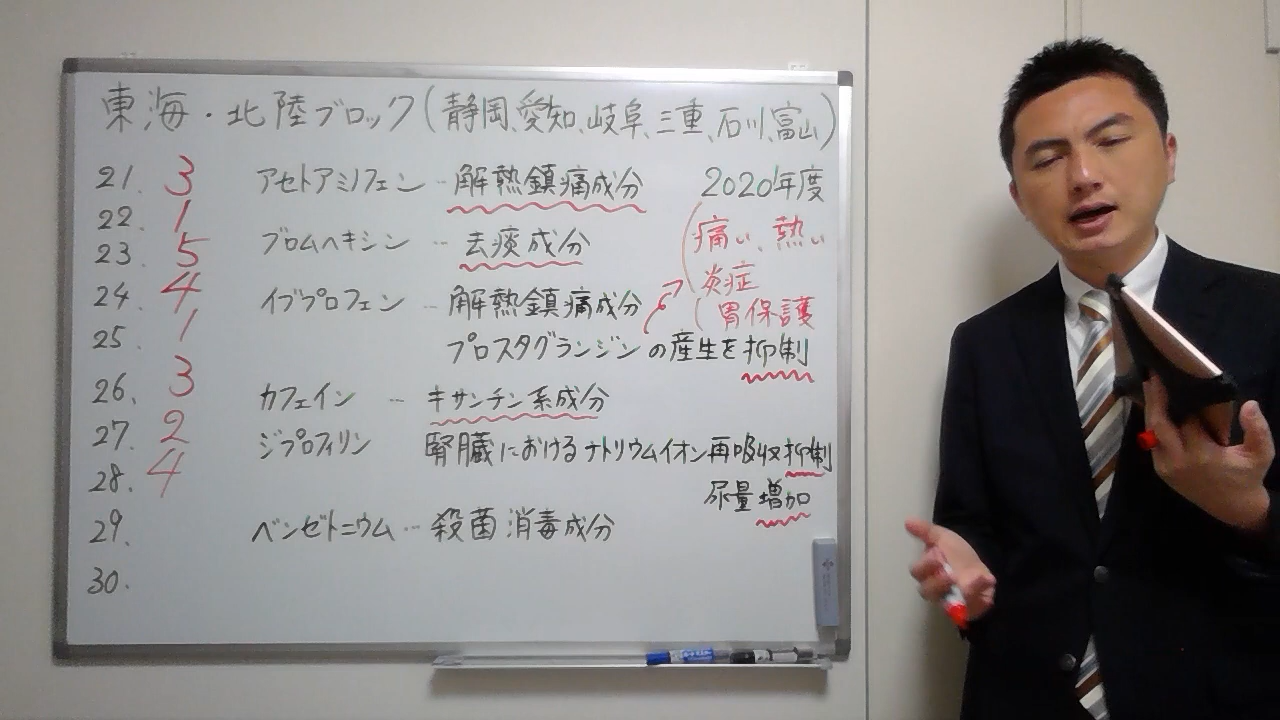 東海・北陸ブロック(静岡、愛知、岐阜、三重、石川、富山)
21. 3 アセトアミノフェン … 解熱鎮痛成分 2020年度
22. 1
痛い、熱い
23. 5 ブロムヘキシン … 去痰成分
炎症
24. 4 イブプロフェン … 解熱鎮痛成分
胃保護
25. 1 プロスタグランジンの産生を抑制
26. 3 カフェイン … キサンチン系成分
27. 2 ジプロフィリン 腎臓におけるナトリウムイオン再吸収抑制
28. 4 尿量増加
29. ベンゼトニウム … 殺菌消毒成分
30.